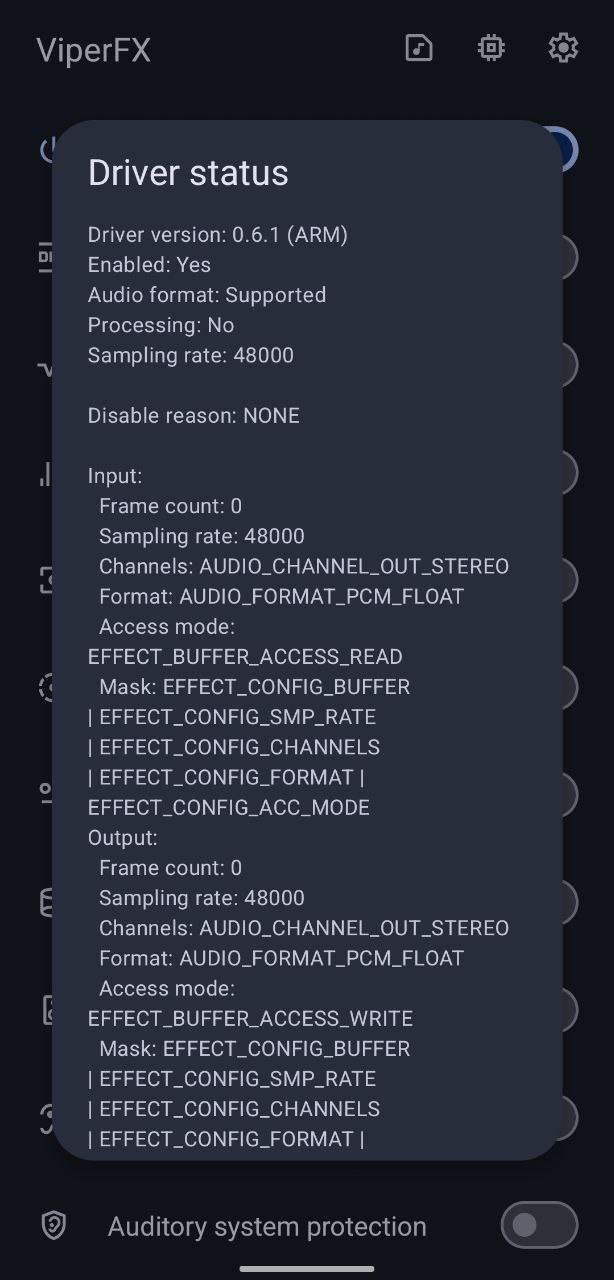 ViperFX
Driver status
Driver version: 0.6.1 (ARM)
Enabled: Yes
Audio format: Supported
Processing: No
Sampling rate: 48000
Disable reason: NONE
Input:
Frame count: 0
Sampling rate: 48000
Channels: AUDIO_CHANNEL_OUT_STEREO
Format: AUDIO_FORMAT_PCM_FLOAT
Access mode:
EFFECT_BUFFER_ACCESS_READ
Mask: EFFECT_CONFIG_BUFFER
| EFFECT_CONFIG_SMP_RATE
| EFFECT_CONFIG_CHANNELS
| EFFECT_CONFIG_FORMAT |
EFFECT_CONFIG_ACC_MODE
Output:
Frame count: 0
Sampling rate: 48000
Channels: AUDIO_CHANNEL_OUT_STEREO
Format: AUDIO_FORMAT_PCM_FLOAT
Access mode:
EFFECT_BUFFER_ACCESS_WRITE
Mask: EFFECT_CONFIG_BUFFER
| EFFECT_CONFIG_SMP_RATE
| EFFECT_CONFIG_CHANNELS
| EFFECT_CONFIG_FORMAT |
Auditory system protection